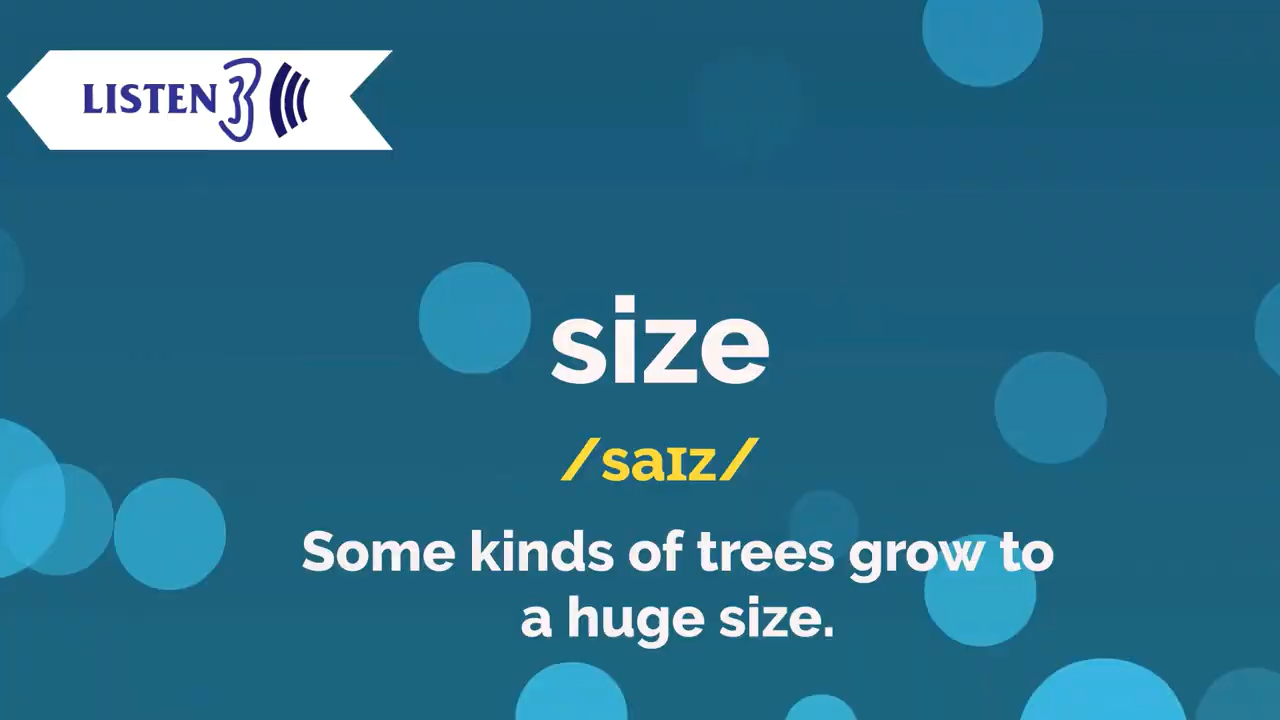 LISTEN
size
/saɪz/
Some kinds of trees grow to
a huge size.